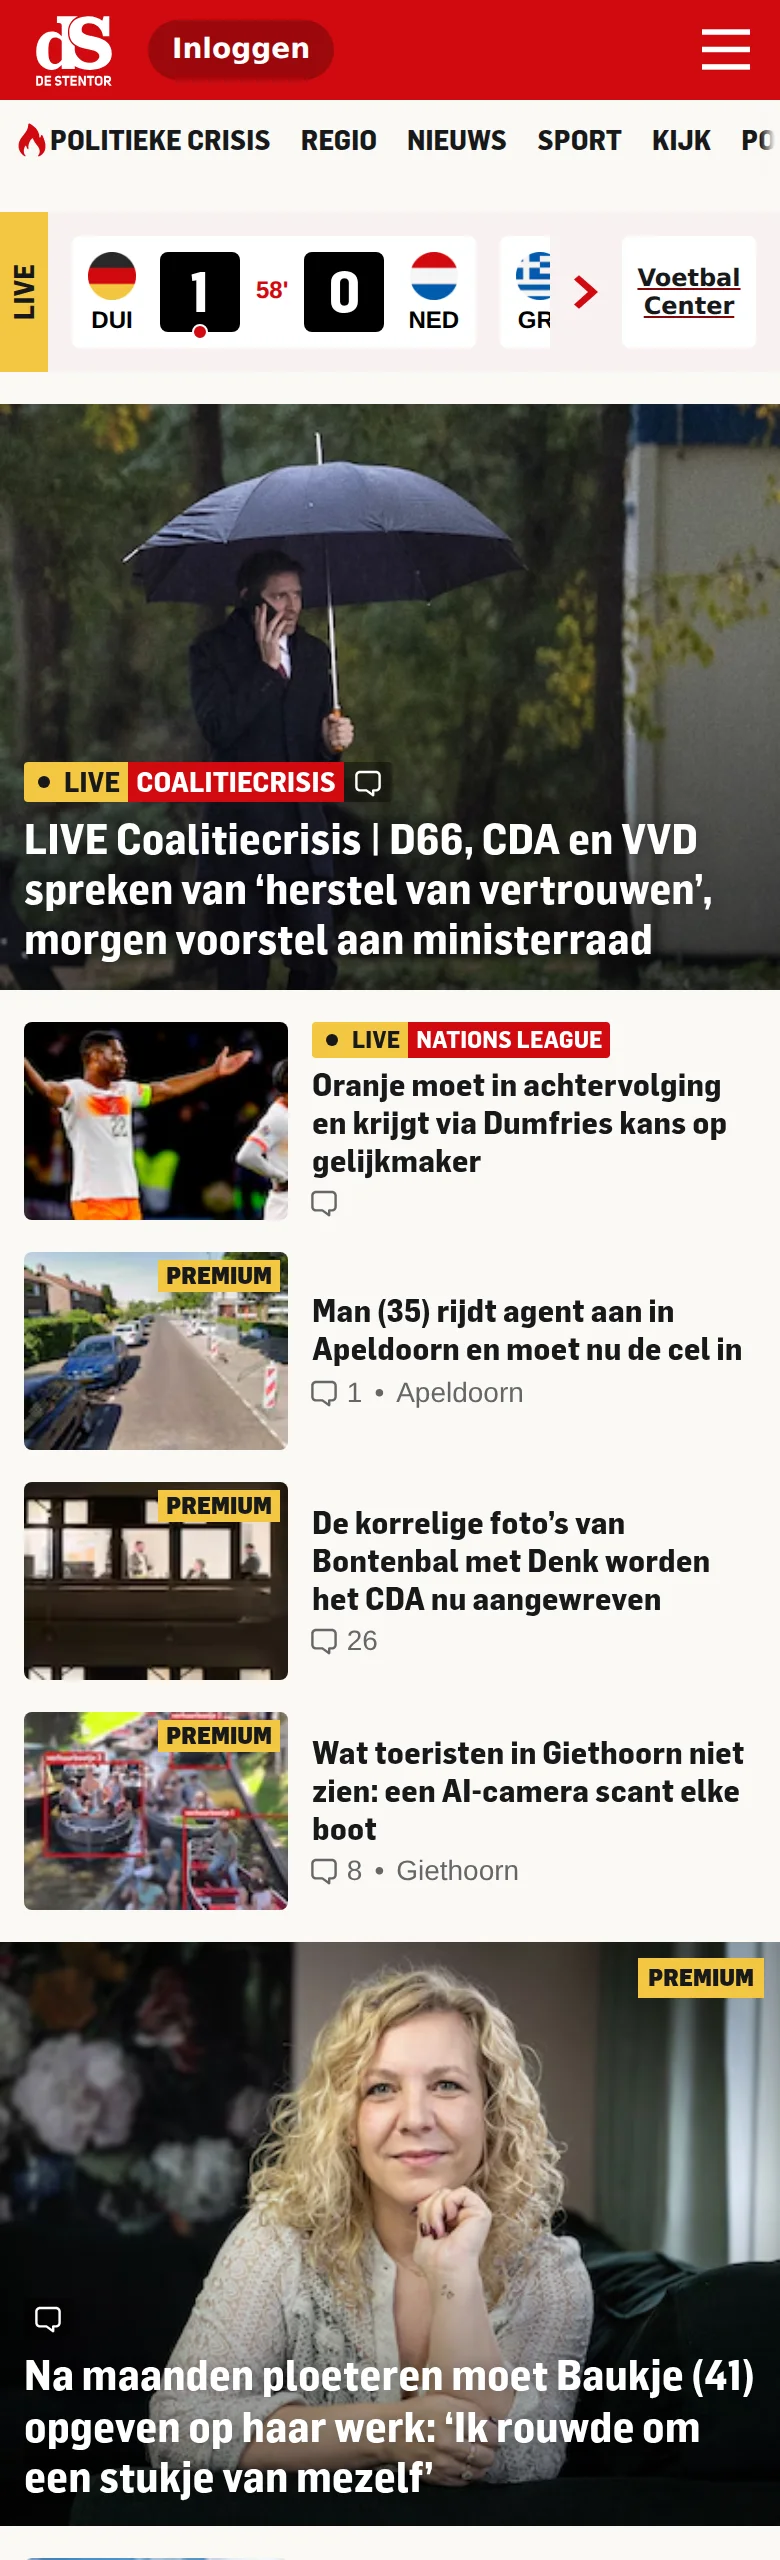 dS
DE STENTOR
Inloggen
POLITIEKE CRISIS REGIO NIEUWS SPORT KIJK PO
LIVE
1 58' 0
DUI NED GR
Voetbal
Center
LIVE COALITIECRISIS
LIVE Coalitiecrisis | D66, CDA en VVD
spreken van ‘herstel van vertrouwen’,
morgen voorstel aan ministerraad
LIVE NATIONS LEAGUE
Oranje moet in achtervolging
en krijgt via Dumfries kans op
gelijkmaker
22
PREMIUM
Man (35) rijdt agent aan in
Apeldoorn en moet nu de cel in
1 • Apeldoorn
PREMIUM
De korrelige foto’s van
Bontenbal met Denk worden
het CDA nu aangewreven
26
PREMIUM
Wat toeristen in Giethoorn niet
zien: een AI-camera scant elke
boot
8 • Giethoorn
PREMIUM
Na maanden ploeteren moet Baukje (41)
opgeven op haar werk: ‘Ik rouwde om
een stukje van mezelf’